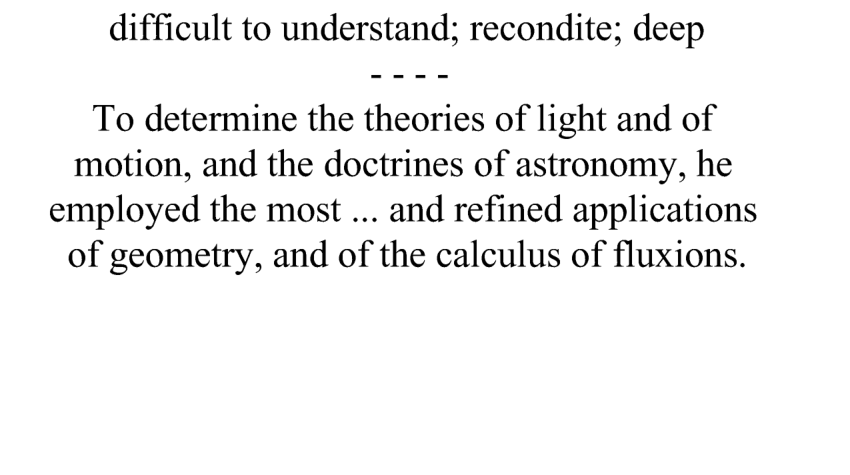 difficult to understand; recondite; deep
- - - -
To determine the theories of light and of
motion, and the doctrines of astronomy, he
employed the most ... and refined applications
of geometry, and of the calculus of fluxions.